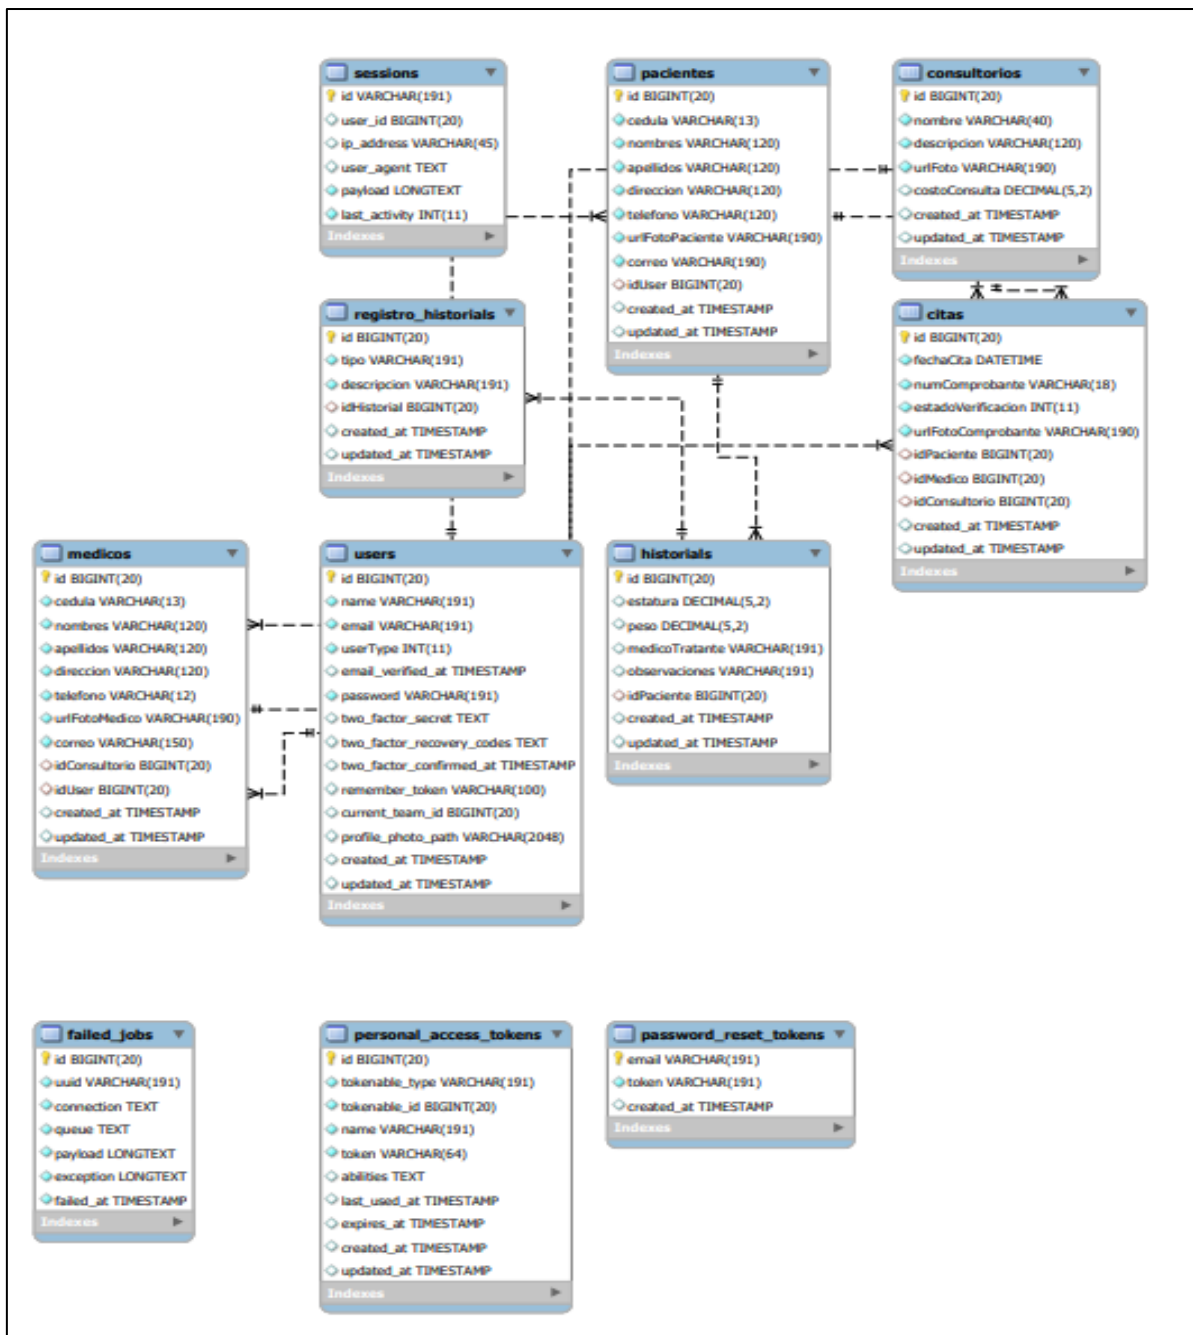 sessions
id VARCHAR(191)
user_id BIGINT(20)
ip_address VARCHAR(45)
user_agent TEXT
payload LONGTEXT
last_activity INT(11)
Indexes
pacientes
id BIGINT(20)
cedula VARCHAR(13)
nombres VARCHAR(120)
apellidos VARCHAR(120)
direccion VARCHAR(120)
telefono VARCHAR(120)
urlFotoPaciente VARCHAR(190)
correo VARCHAR(190)
idUser BIGINT(20)
created_at TIMESTAMP
updated_at TIMESTAMP
Indexes
consultorios
id BIGINT(20)
nombre VARCHAR(40)
descripcion VARCHAR(120)
urlFoto VARCHAR(190)
costoConsulta DECIMAL(5,2)
created_at TIMESTAMP
updated_at TIMESTAMP
Indexes
registro_historials
id BIGINT(20)
tipo VARCHAR(191)
descripcion VARCHAR(191)
idHistorial BIGINT(20)
created_at TIMESTAMP
updated_at TIMESTAMP
Indexes
citas
id BIGINT(20)
fechaCita DATETIME
numComprobante VARCHAR(18)
estadoVerificacion INT(11)
urlFotoComprobante VARCHAR(190)
idPaciente BIGINT(20)
idMedico BIGINT(20)
idConsultorio BIGINT(20)
created_at TIMESTAMP
updated_at TIMESTAMP
Indexes
medicos
id BIGINT(20)
cedula VARCHAR(13)
nombres VARCHAR(120)
apellidos VARCHAR(120)
direccion VARCHAR(120)
telefono VARCHAR(12)
urlFotoMedico VARCHAR(190)
correo VARCHAR(150)
idConsultorio BIGINT(20)
idUser BIGINT(20)
created_at TIMESTAMP
updated_at TIMESTAMP
Indexes
users
id BIGINT(20)
name VARCHAR(191)
email VARCHAR(191)
userType INT(11)
email_verified_at TIMESTAMP
password VARCHAR(191)
two_factor_secret TEXT
two_factor_recovery_codes TEXT
two_factor_confirmed_at TIMESTAMP
remember_token VARCHAR(100)
current_team_id BIGINT(20)
profile_photo_path VARCHAR(2048)
created_at TIMESTAMP
updated_at TIMESTAMP
Indexes
historials
id BIGINT(20)
estatura DECIMAL(5,2)
peso DECIMAL(5,2)
medicoTratante VARCHAR(191)
observaciones VARCHAR(191)
idPaciente BIGINT(20)
created_at TIMESTAMP
updated_at TIMESTAMP
Indexes
failed_jobs
id BIGINT(20)
uuid VARCHAR(191)
connection TEXT
queue TEXT
payload LONGTEXT
exception LONGTEXT
failed_at TIMESTAMP
Indexes
personal_access_tokens
id BIGINT(20)
tokenable_type VARCHAR(191)
tokenable_id BIGINT(20)
name VARCHAR(191)
token VARCHAR(64)
abilities TEXT
last_used_at TIMESTAMP
expires_at TIMESTAMP
created_at TIMESTAMP
updated_at TIMESTAMP
Indexes
password_reset_tokens
email VARCHAR(191)
token VARCHAR(191)
created_at TIMESTAMP
Indexes